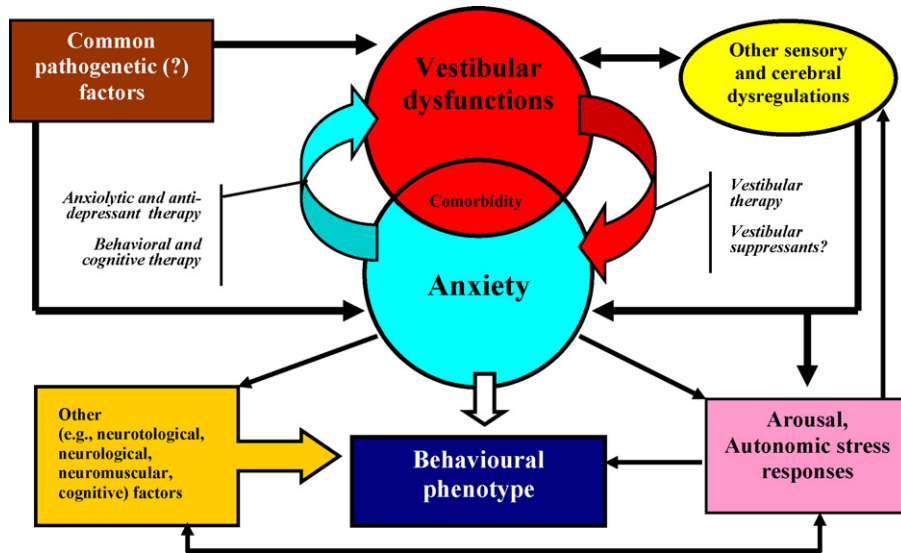 Common
pathogenetic (?)
factors
Vestibular
dysfunctions
Other sensory
and cerebral
dysregulations
Anxiolytic and anti-
depressant therapy
Behavioral and
cognitive therapy
Comorbidity
Vestibular
therapy
Vestibular
suppressants?
Anxiety
Other
(e.g., neurotological,
neurological,
neuromuscular,
cognitive) factors
Behavioural
phenotype
Arousal,
Autonomic stress
responses